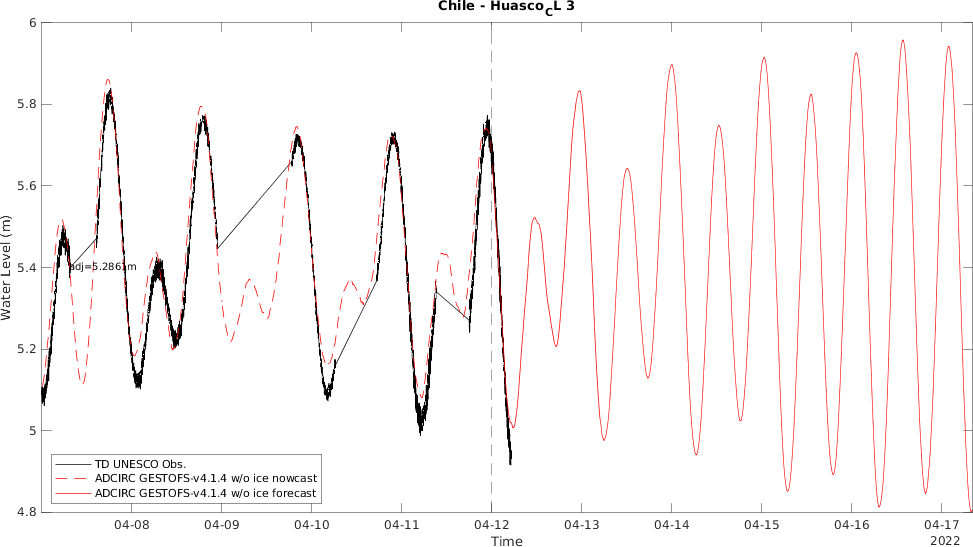 Chile - Huasco_CL 3
6
5.8
5.6
5.4
5.2
5
4.8
Water Level (m)
adj=5.2861m
TD UNESCO Obs.
ADCIRC GESTOFS-v4.1.4 w/o ice nowcast
ADCIRC GESTOFS-v4.1.4 w/o ice forecast
04-08 04-09 04-10 04-11 04-12 04-13 04-14 04-15 04-16 04-17
Time
2022